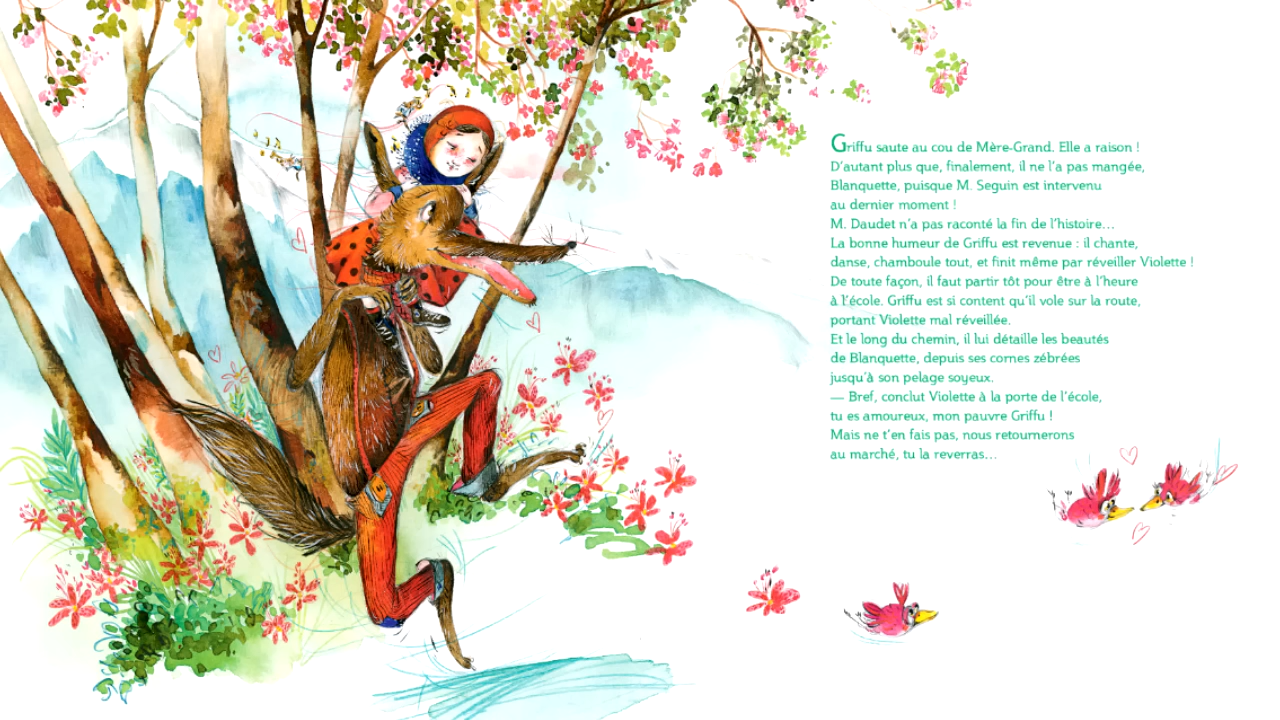 Griffu saute au cou de Mère-Grand. Elle a raison !
D'autant plus que, finalement, il ne l'a pas mangée,
Blanquette, puisque M. Seguin est intervenu
au dernier moment !
M. Daudet n'a pas raconté la fin de l'histoire...
La bonne humeur de Griffu est revenue : il chante,
danse, chamboule tout, et finit même par réveiller Violette !
De toute façon, il faut partir tôt pour être à l'heure
à l'école. Griffu est si content qu'il vole sur la route,
portant Violette mal réveillée.
Et le long du chemin, il lui détaille les beautés
de Blanquette, depuis ses cornes zébrées
jusqu'à son pelage soyeux.
— Bref, conclut Violette à la porte de l'école,
tu es amoureux, mon pauvre Griffu !
Mais ne t'en fais pas, nous retournerons
au marché, tu la reverras...